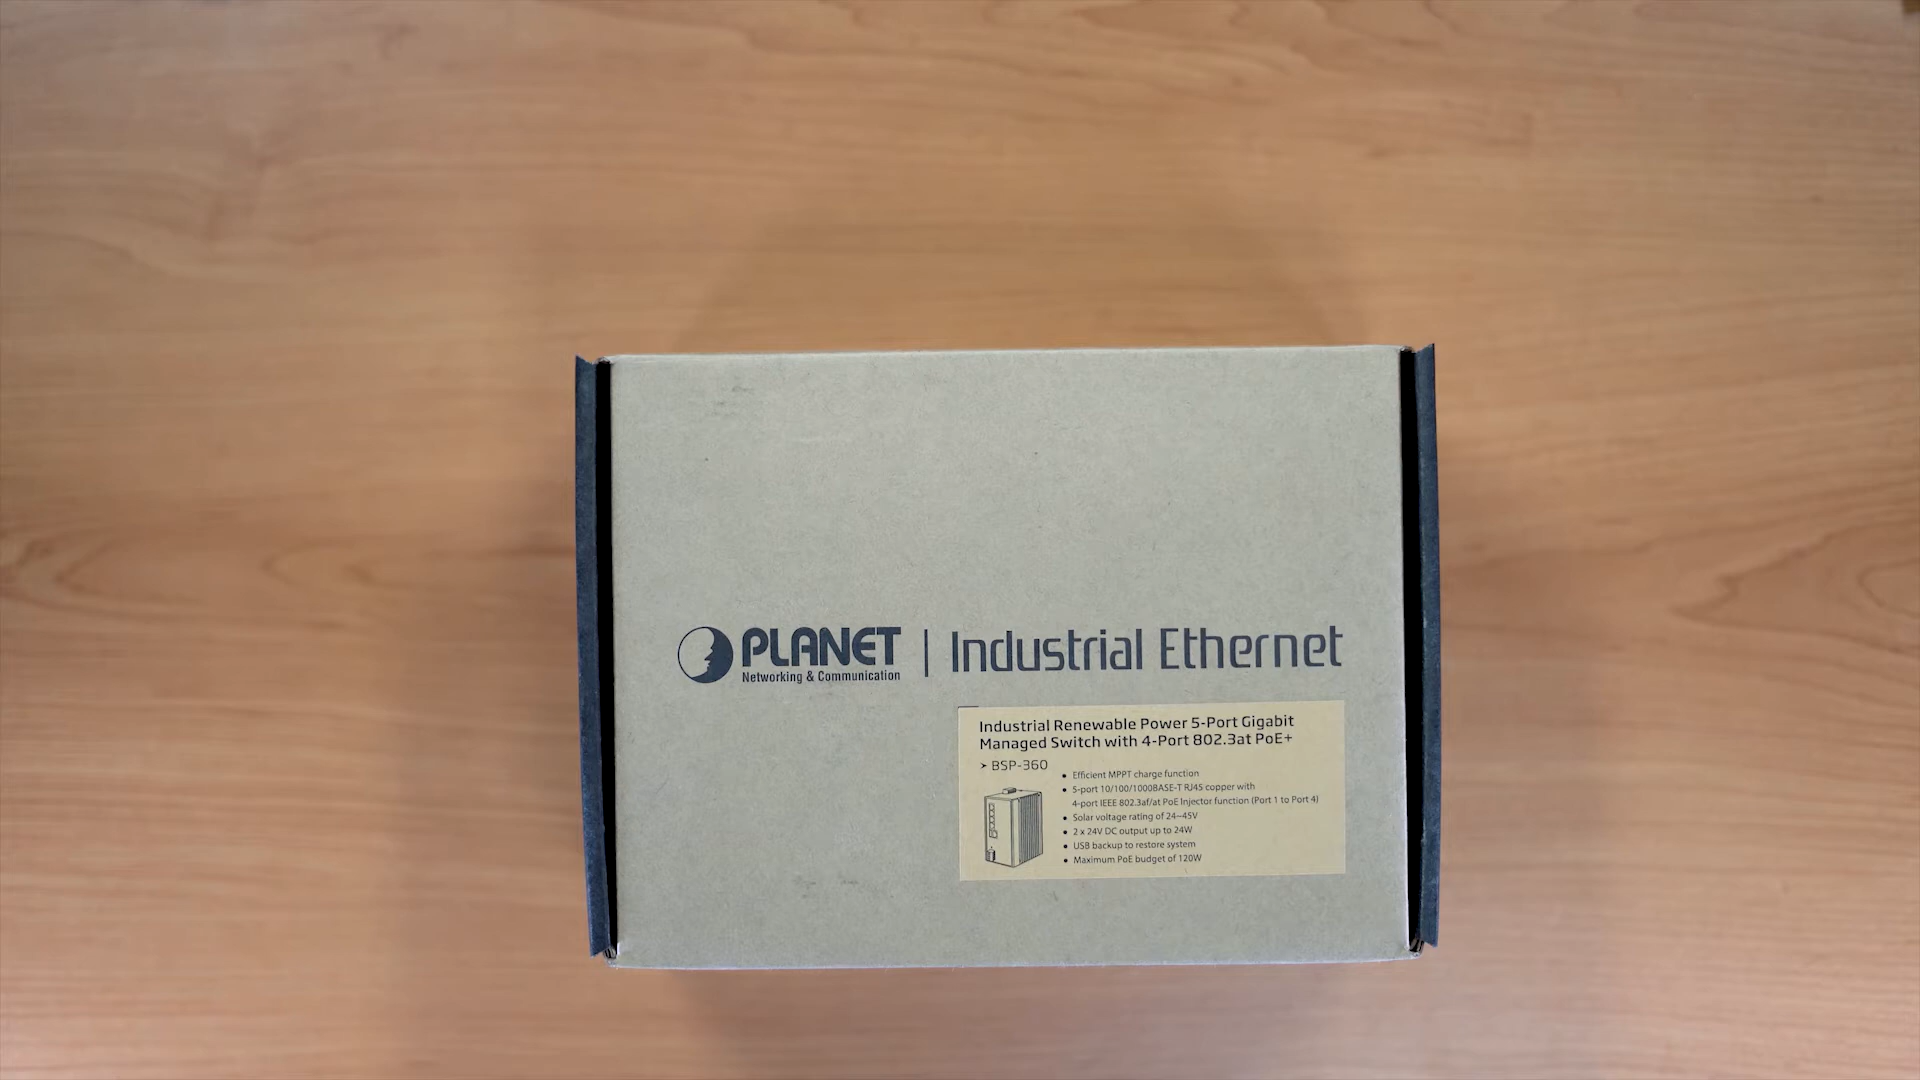 PLANET
Networking & Communication
Industrial Ethernet
Industrial Renewable Power 5-Port Gigabit
Managed Switch with 4-Port 802.3at PoE+
➤ BSP-360
• Efficient MPPT charge function
• 5-port 10/100/1000BASE-T RJ45 copper with
4-port IEEE 802.3af/at PoE Injector function (Port 1 to Port 4)
• Solar voltage rating of 24~45V
• 2 x 24V DC output up to 24W
• USB backup to restore system
• Maximum PoE budget of 120W